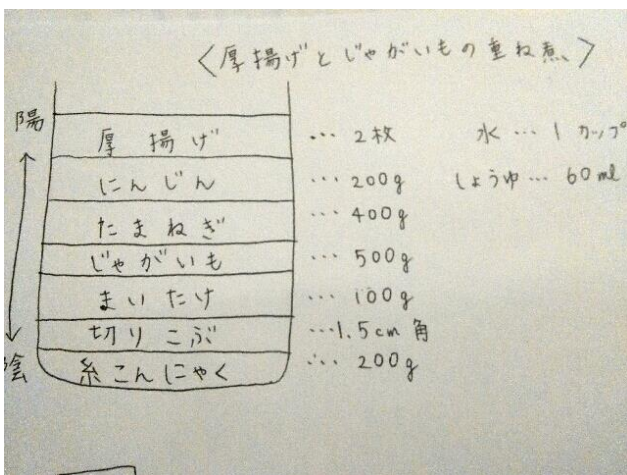 〈厚揚げとじゃがいもの重ね煮〉
陽
厚揚げ … 2枚 水 … 1カップ
にんじん … 200g しょうゆ … 60ml
たまねぎ … 400g
じゃがいも … 500g
まいたけ … 100g
切りこぶ … 1.5cm角
糸こんにゃく … 200g
陰